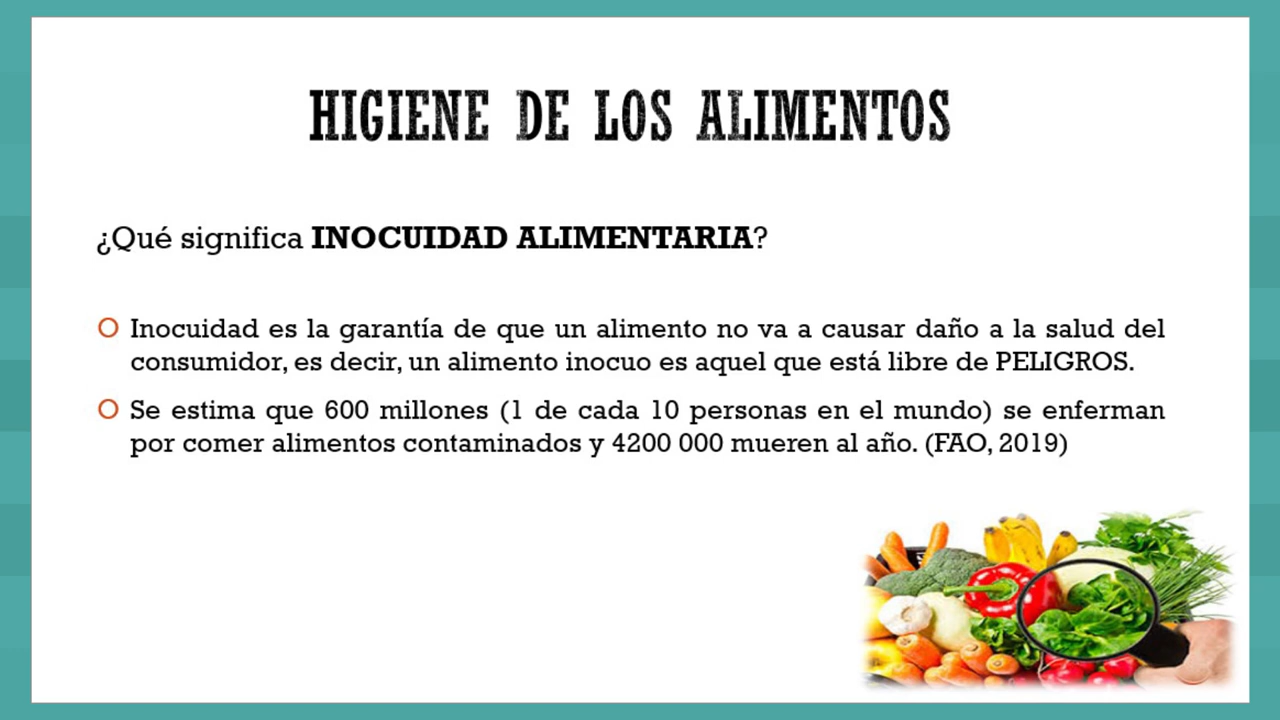 HIGIENE DE LOS ALIMENTOS
¿Qué significa INOCUIDAD ALIMENTARIA?
Inocuidad es la garantía de que un alimento no va a causar daño a la salud del
consumidor, es decir, un alimento inocuo es aquel que está libre de PELIGROS.
Se estima que 600 millones (1 de cada 10 personas en el mundo) se enferman
por comer alimentos contaminados y 4200 000 mueren al año. (FAO, 2019)